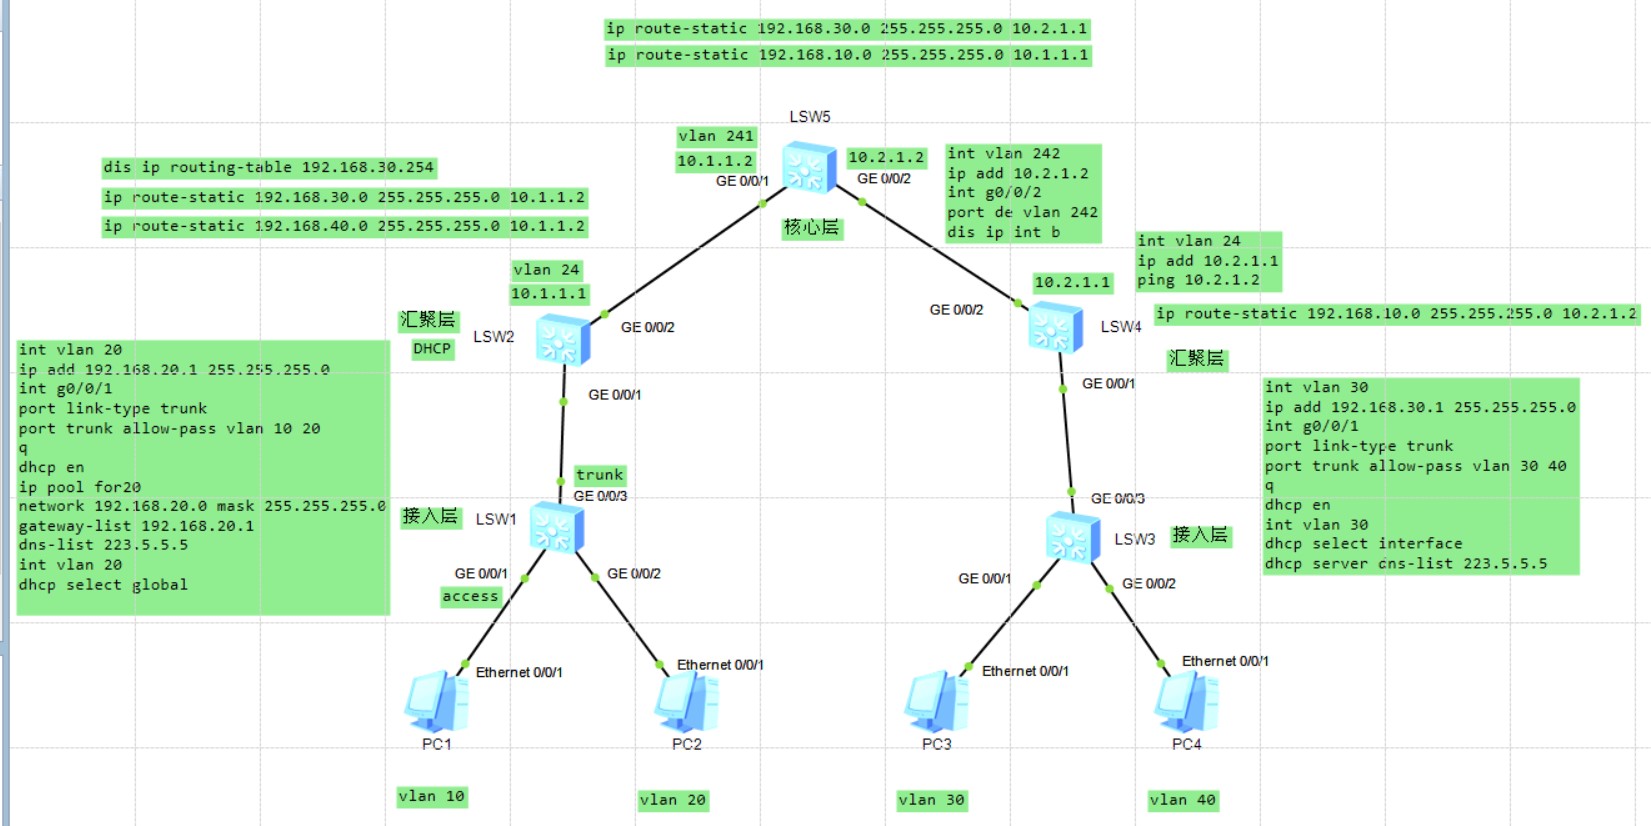 ip route-static 192.168.30.0 255.255.255.0 10.2.1.1
ip route-static 192.168.10.0 255.255.255.0 10.1.1.1
LSW5
vlan 241
10.1.1.2
GE 0/0/1
10.2.1.2
GE 0/0/2
核心层
int vlan 242
ip add 10.2.1.2
int g0/0/2
port de vlan 242
dis ip int b
dis ip routing-table 192.168.30.254
ip route-static 192.168.30.0 255.255.255.0 10.1.1.2
ip route-static 192.168.40.0 255.255.255.0 10.1.1.2
int vlan 24
ip add 10.2.1.1
ping 10.2.1.2
vlan 24
10.1.1.1
10.2.1.1
GE 0/0/2
ip route-static 192.168.10.0 255.255.255.0 10.2.1.2
汇聚层
DHCP
LSW2
GE 0/0/2
LSW4
汇聚层
int vlan 20
ip add 192.168.20.1 255.255.255.0
int g0/0/1
port link-type trunk
port trunk allow-pass vlan 10 20
q
dhcp en
ip pool for20
network 192.168.20.0 mask 255.255.255.0
gateway-list 192.168.20.1
dns-list 223.5.5.5
int vlan 20
dhcp select global
GE 0/0/1
GE 0/0/1
int vlan 30
ip add 192.168.30.1 255.255.255.0
int g0/0/1
port link-type trunk
port trunk allow-pass vlan 30 40
q
dhcp en
int vlan 30
dhcp select interface
dhcp server dns-list 223.5.5.5
trunk
GE 0/0/3
接入层
LSW1
GE 0/0/3
LSW3
接入层
GE 0/0/1
access
GE 0/0/2
GE 0/0/1
GE 0/0/2
Ethernet 0/0/1
Ethernet 0/0/1
Ethernet 0/0/1
Ethernet 0/0/1
PC1
PC2
PC3
PC4
vlan 10
vlan 20
vlan 30
vlan 40